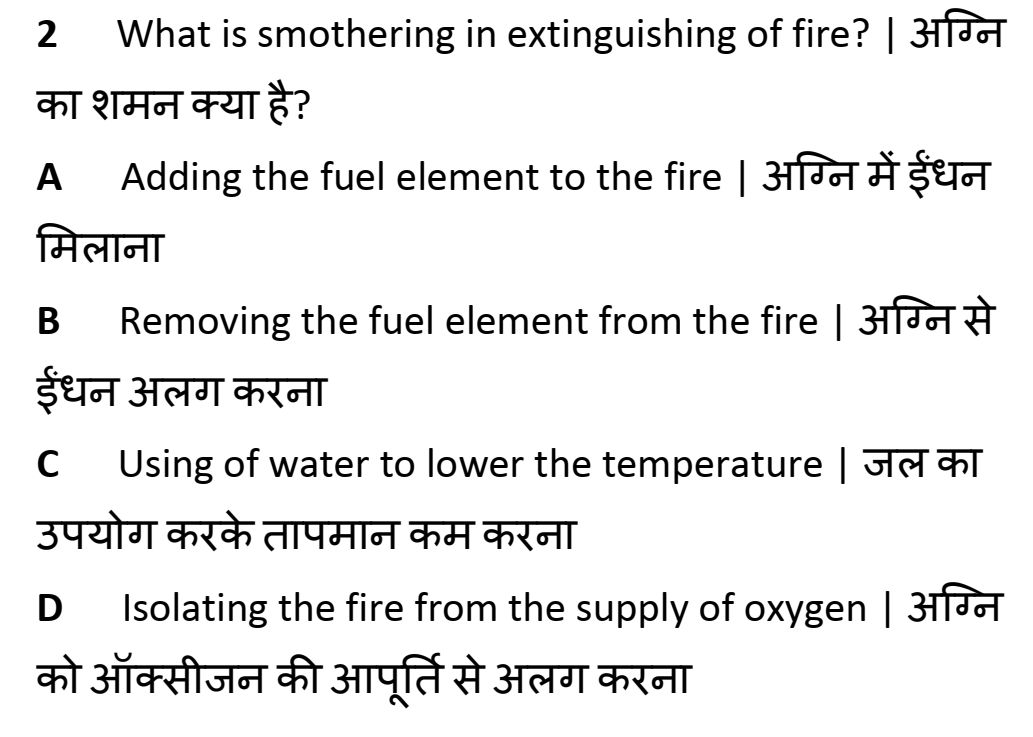 2 What is smothering in extinguishing of fire? | अग्नि
का शमन क्या है?
A Adding the fuel element to the fire | अग्नि में ईंधन
मिलाना
B Removing the fuel element from the fire | अग्नि से
ईंधन अलग करना
C Using of water to lower the temperature | जल का
उपयोग करके तापमान कम करना
D Isolating the fire from the supply of oxygen | अग्नि
को ऑक्सीजन की आपूर्ति से अलग करना